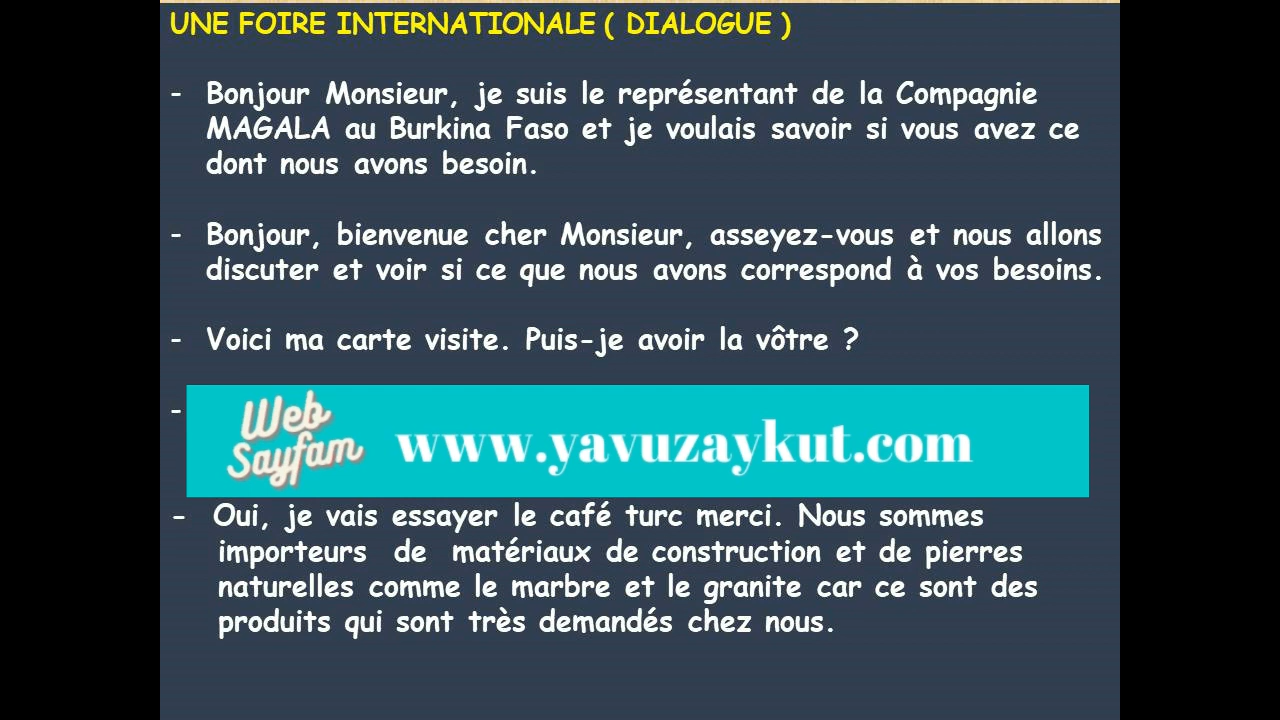 UNE FOIRE INTERNATIONALE ( DIALOGUE )
- Bonjour Monsieur, je suis le représentant de la Compagnie
MAGALA au Burkina Faso et je voulais savoir si vous avez ce
dont nous avons besoin.
- Bonjour, bienvenue cher Monsieur, asseyez-vous et nous allons
discuter et voir si ce que nous avons correspond à vos besoins.
- Voici ma carte visite. Puis-je avoir la vôtre ?
-
Web
Sayfam
www.yavuzaykut.com
- Oui, je vais essayer le café turc merci. Nous sommes
importeurs de matériaux de construction et de pierres
naturelles comme le marbre et le granite car ce sont des
produits qui sont très demandés chez nous.